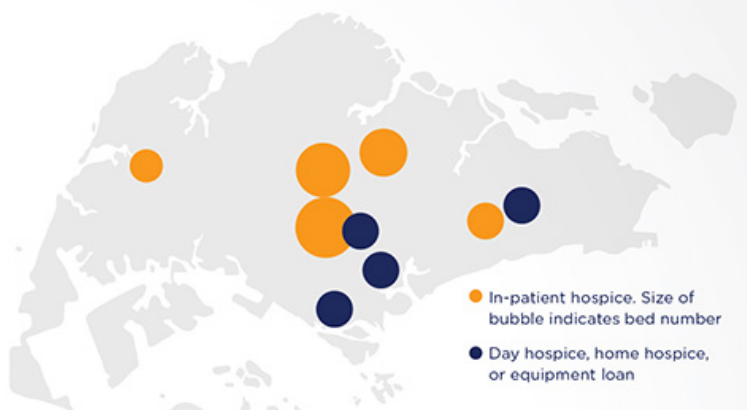 In-patient hospice. Size of
bubble indicates bed number
Day hospice, home hospice,
or equipment loan